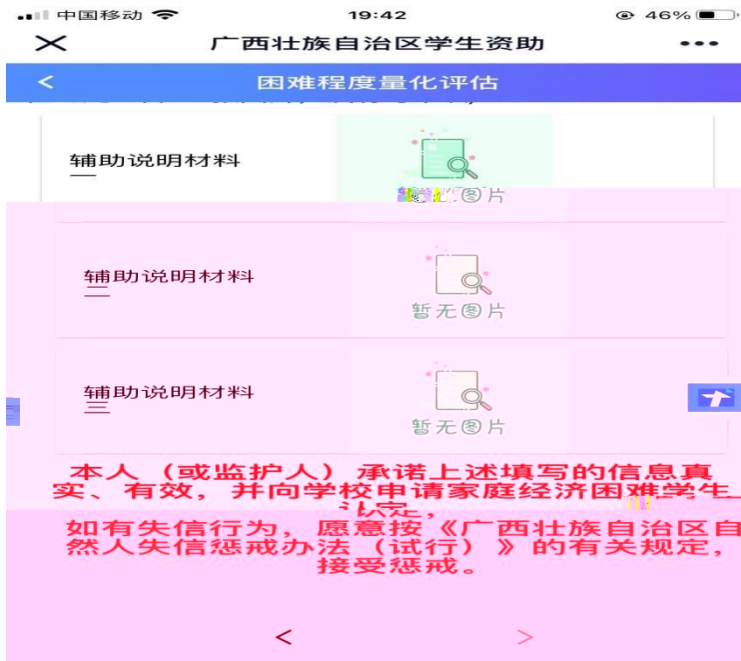 中国移动
19:42
46%
广西壮族自治区学生资助
困难程度量化评估
辅助说明材料
一
图片
辅助说明材料
二
暂无图片
辅助说明材料
三
暂无图片
本人（或监护人）承诺上述填写的信息真
实、有效，并向学校申请家庭经济困难学生
认定，
如有失信行为，愿意按《广西壮族自治区自
然人失信惩戒办法（试行）》的有关规定，
接受惩戒。